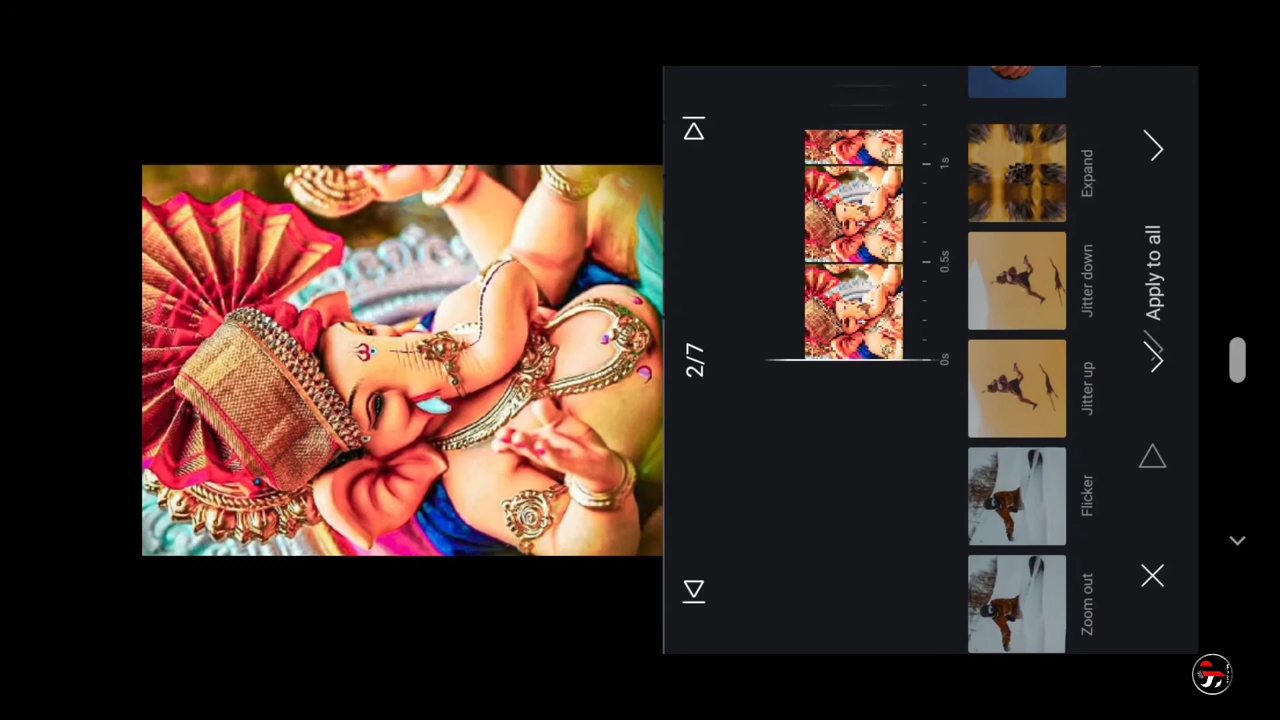 2/7
0s
0.5s
1s
Zoom out
Flicker
Jitter up
Jitter down
Expand
Apply to all